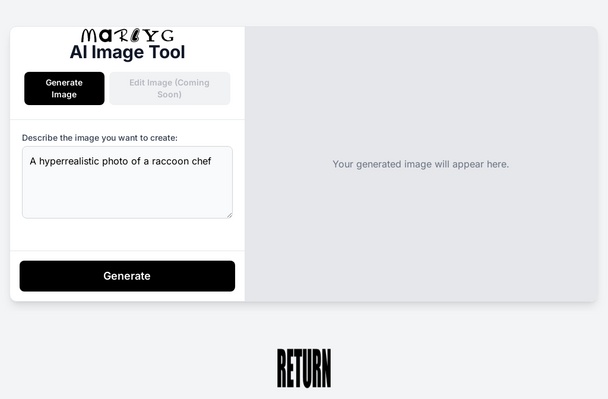 MARLYG
AI Image Tool
Generate
Image
Edit Image (Coming
Soon)
Describe the image you want to create:
A hyperrealistic photo of a raccoon chef
Generate
Your generated image will appear here.
RETURN